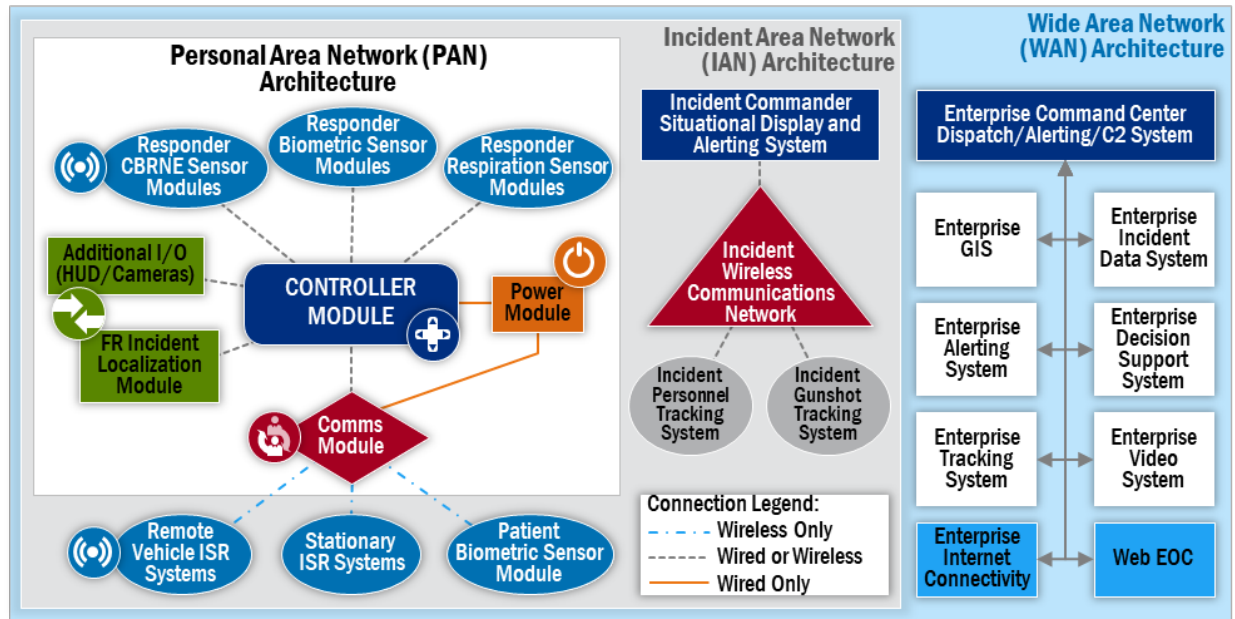 Personal Area Network (PAN)
Architecture
Responder
CBRNE Sensor
Modules
Responder
Biometric Sensor
Modules
Responder
Respiration Sensor
Modules
Additional I/O
(HUD/Cameras)
CONTROLLER
MODULE
Power
Module
FR Incident
Localization
Module
Comms
Module
Remote
Vehicle ISR
Systems
Stationary
ISR Systems
Patient
Biometric Sensor
Module
Incident Area Network
(IAN) Architecture
Incident Commander
Situational Display and
Alerting System
Incident
Wireless
Communications
Network
Incident
Personnel
Tracking
System
Incident
Gunshot
Tracking
System
Connection Legend:
Wireless Only
Wired or Wireless
Wired Only
Wide Area Network
(WAN) Architecture
Enterprise Command Center
Dispatch/Alerting/C2 System
Enterprise
GIS
Enterprise
Incident
Data System
Enterprise
Alerting
System
Enterprise
Decision
Support
System
Enterprise
Tracking
System
Enterprise
Video
System
Enterprise
Internet
Connectivity
Web EOC